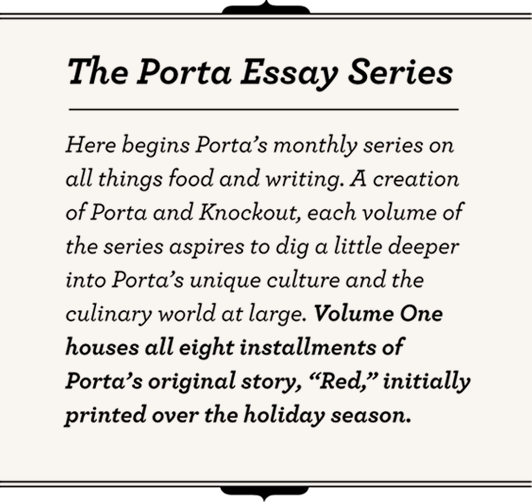 The Porta Essay Series
Here begins Porta’s monthly series on
all things food and writing. A creation
of Porta and Knockout, each volume of
the series aspires to dig a little deeper
into Porta’s unique culture and the
culinary world at large. Volume One
houses all eight installments of
Porta’s original story, “Red,” initially
printed over the holiday season.